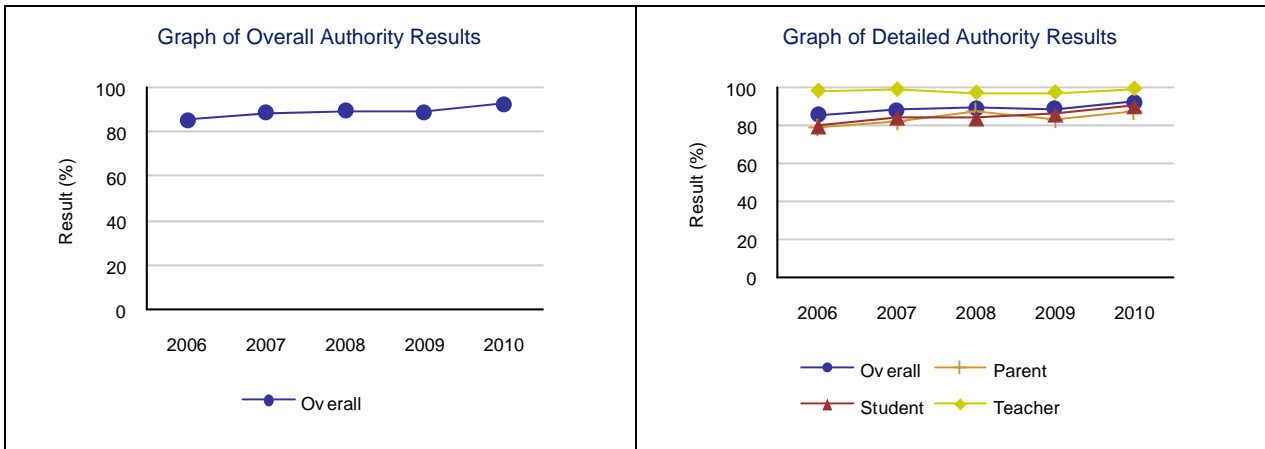 Graph of Overall Authority Results
100
80
60
40
20
0
Result (%)
2006 2007 2008 2009 2010
Ov erall
Graph of Detailed Authority Results
100
80
60
40
20
0
Result (%)
2006 2007 2008 2009 2010
Ov erall Parent
Student Teacher